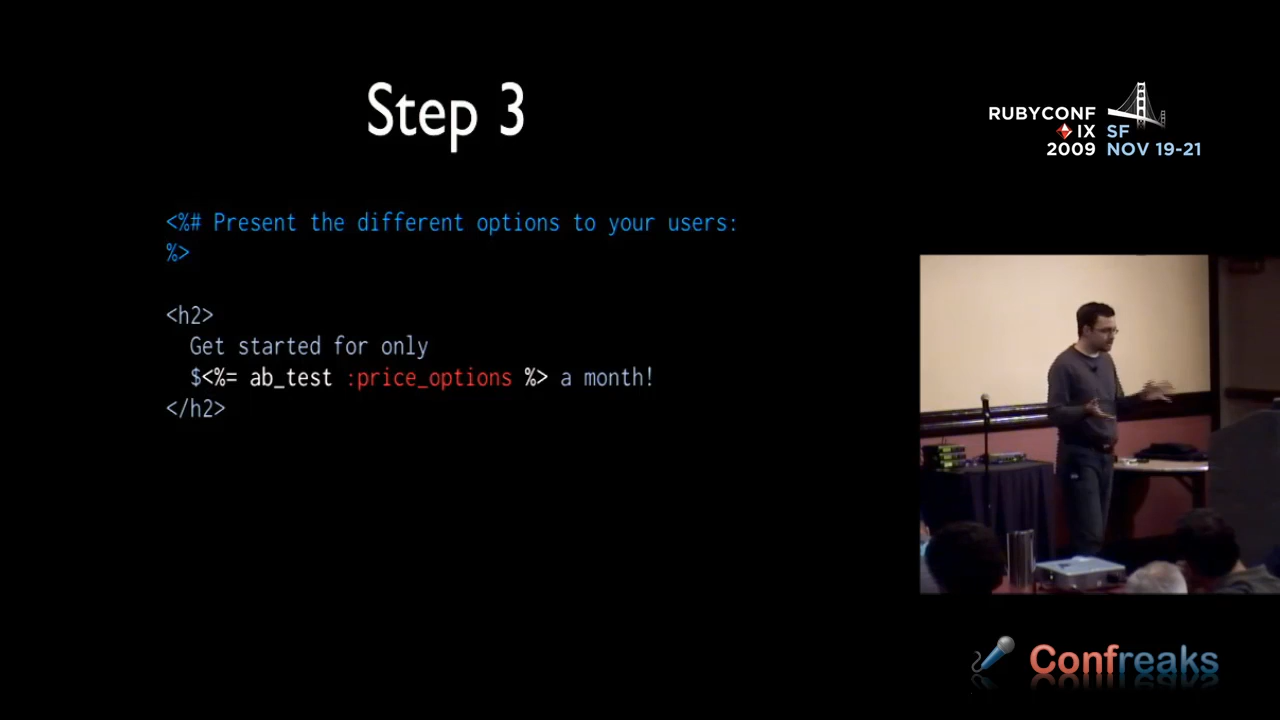 Step 3
<%# Present the different options to your users:
%>
<h2>
Get started for only
$<%= ab_test :price_options %> a month!
</h2>
RUBYCONF
IX SF
2009 NOV 19-21
Confreaks